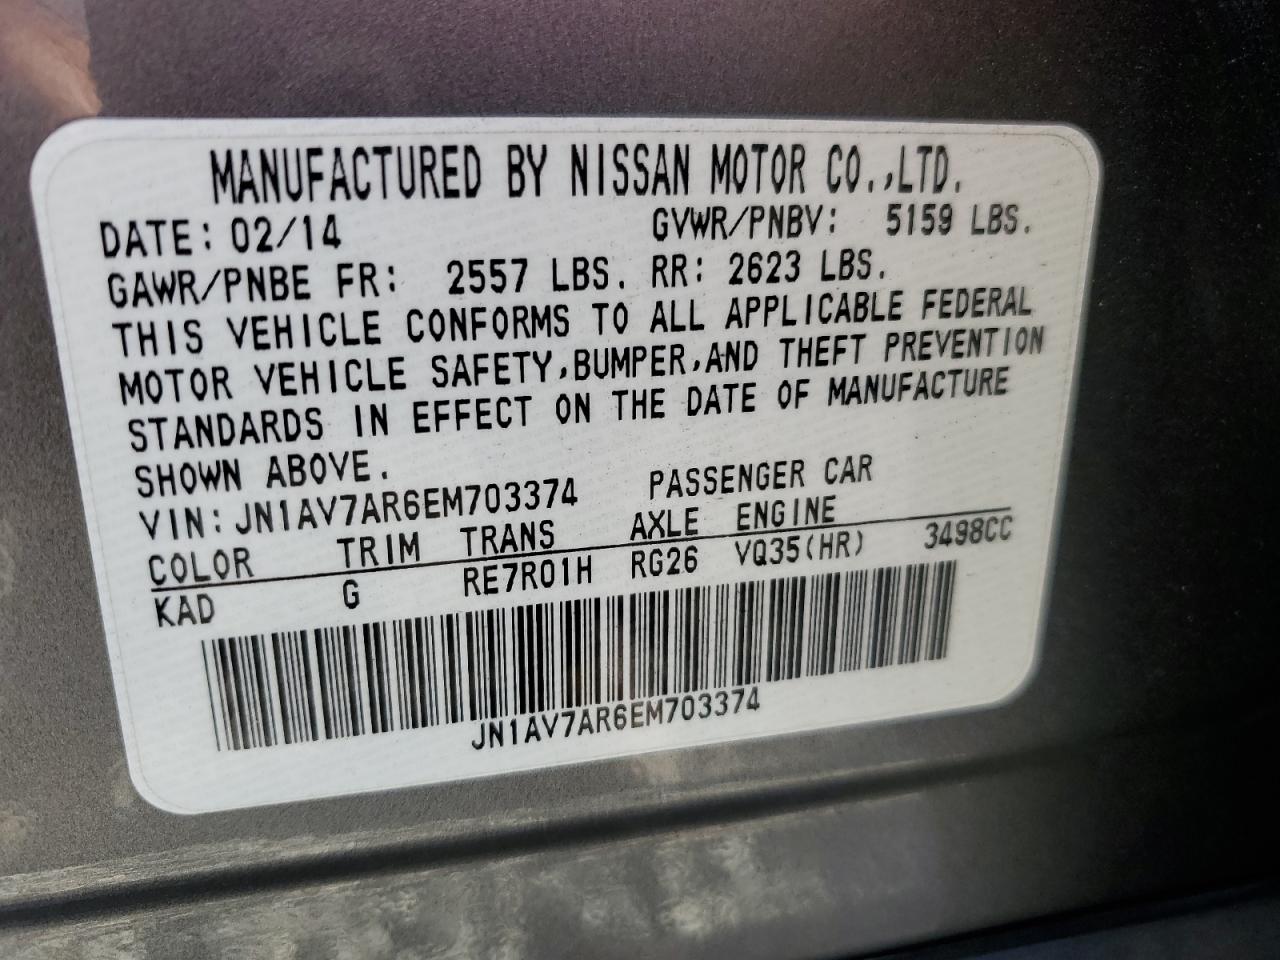 MANUFACTURED BY NISSAN MOTOR CO.,LTD.
DATE: 02/14 GVWR/PNBV: 5159 LBS.
GAWR/PNBE FR: 2557 LBS. RR: 2623 LBS.
THIS VEHICLE CONFORMS TO ALL APPLICABLE FEDERAL
MOTOR VEHICLE SAFETY,BUMPER,AND THEFT PREVENTION
STANDARDS IN EFFECT ON THE DATE OF MANUFACTURE
SHOWN ABOVE.
VIN: JN1AV7AR6EM703374 PASSENGER CAR
COLOR TRIM TRANS AXLE ENGINE
KAD G RE7R01H RG26 VQ35(HR) 3498CC
JN1AV7AR6EM703374